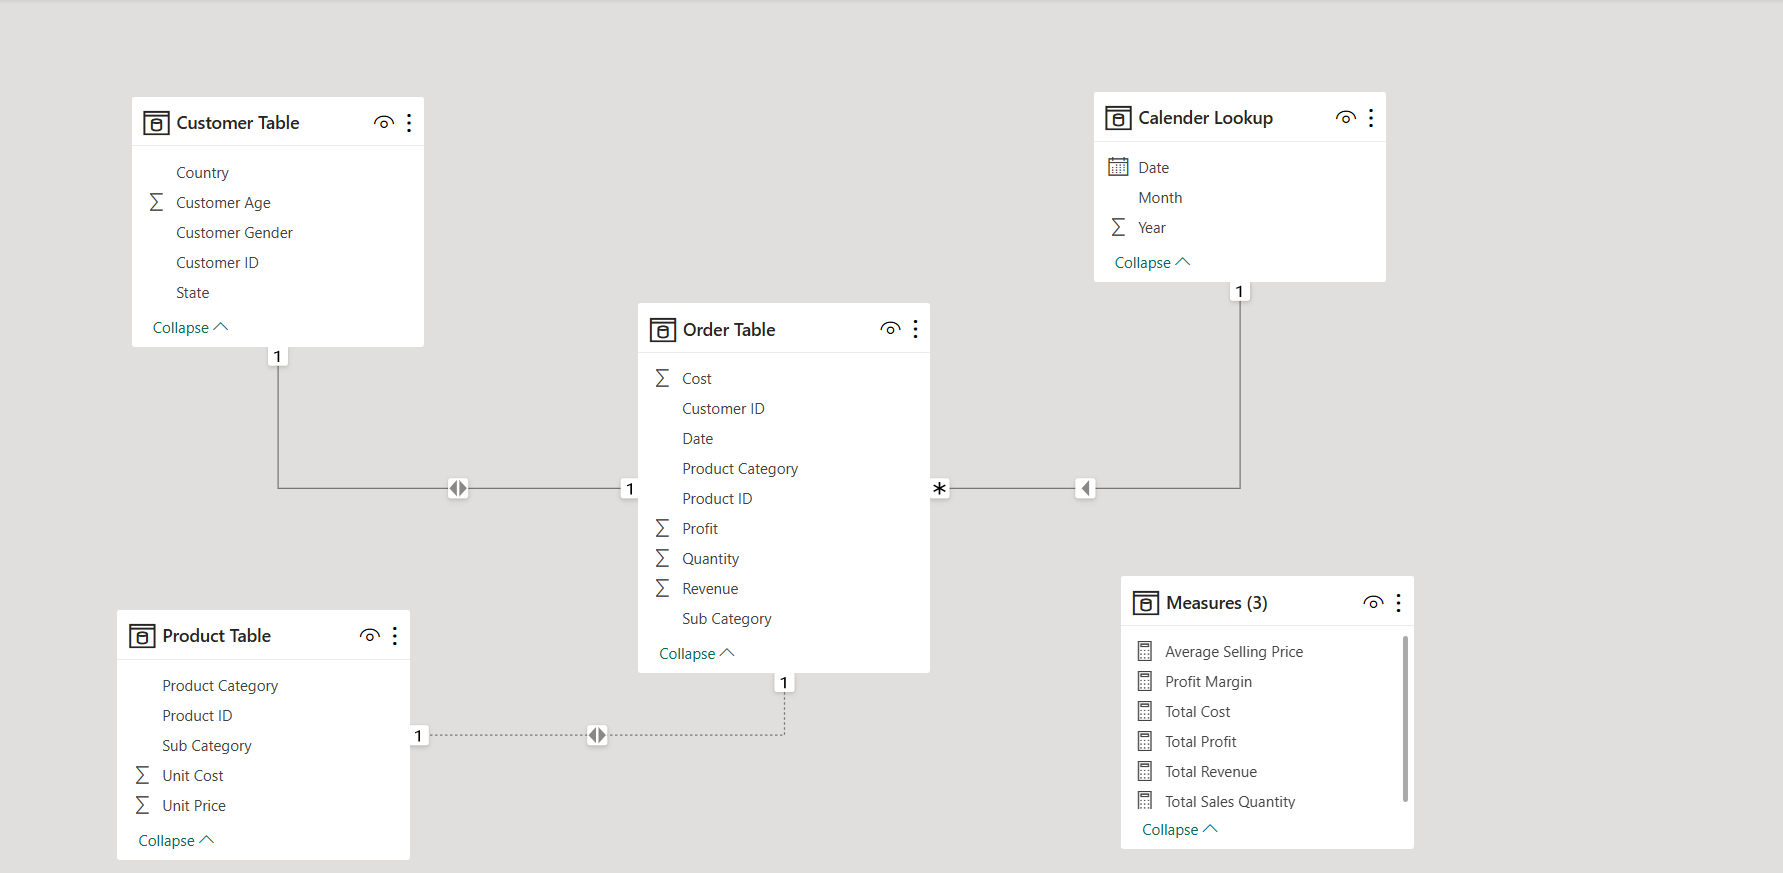 Customer Table
Country
Customer Age
Customer Gender
Customer ID
State
Collapse
1
Calender Lookup
Date
Month
Year
Collapse
1
Order Table
Cost
Customer ID
Date
Product Category
Product ID
Profit
Quantity
Revenue
Sub Category
Collapse
1
*
1
Product Table
Product Category
Product ID
Sub Category
Unit Cost
Unit Price
Collapse
1
Measures (3)
Average Selling Price
Profit Margin
Total Cost
Total Profit
Total Revenue
Total Sales Quantity
Collapse